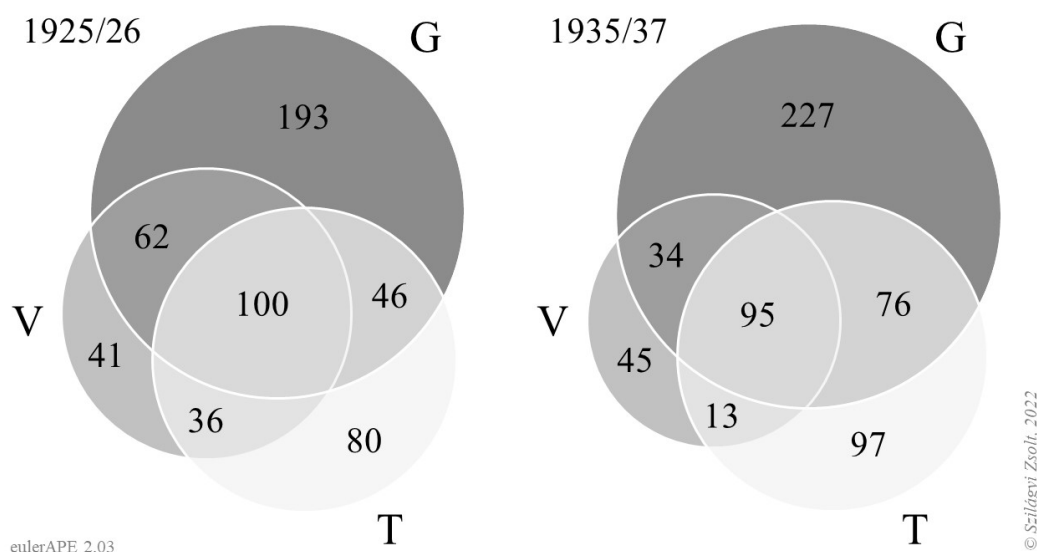 1925/26
G
193
62
100
46
V
41
36
80
T
eulerAPE 2.03
1935/37
G
227
34
95
76
V
45
13
97
T
© Szilágyi Zsolt, 2022